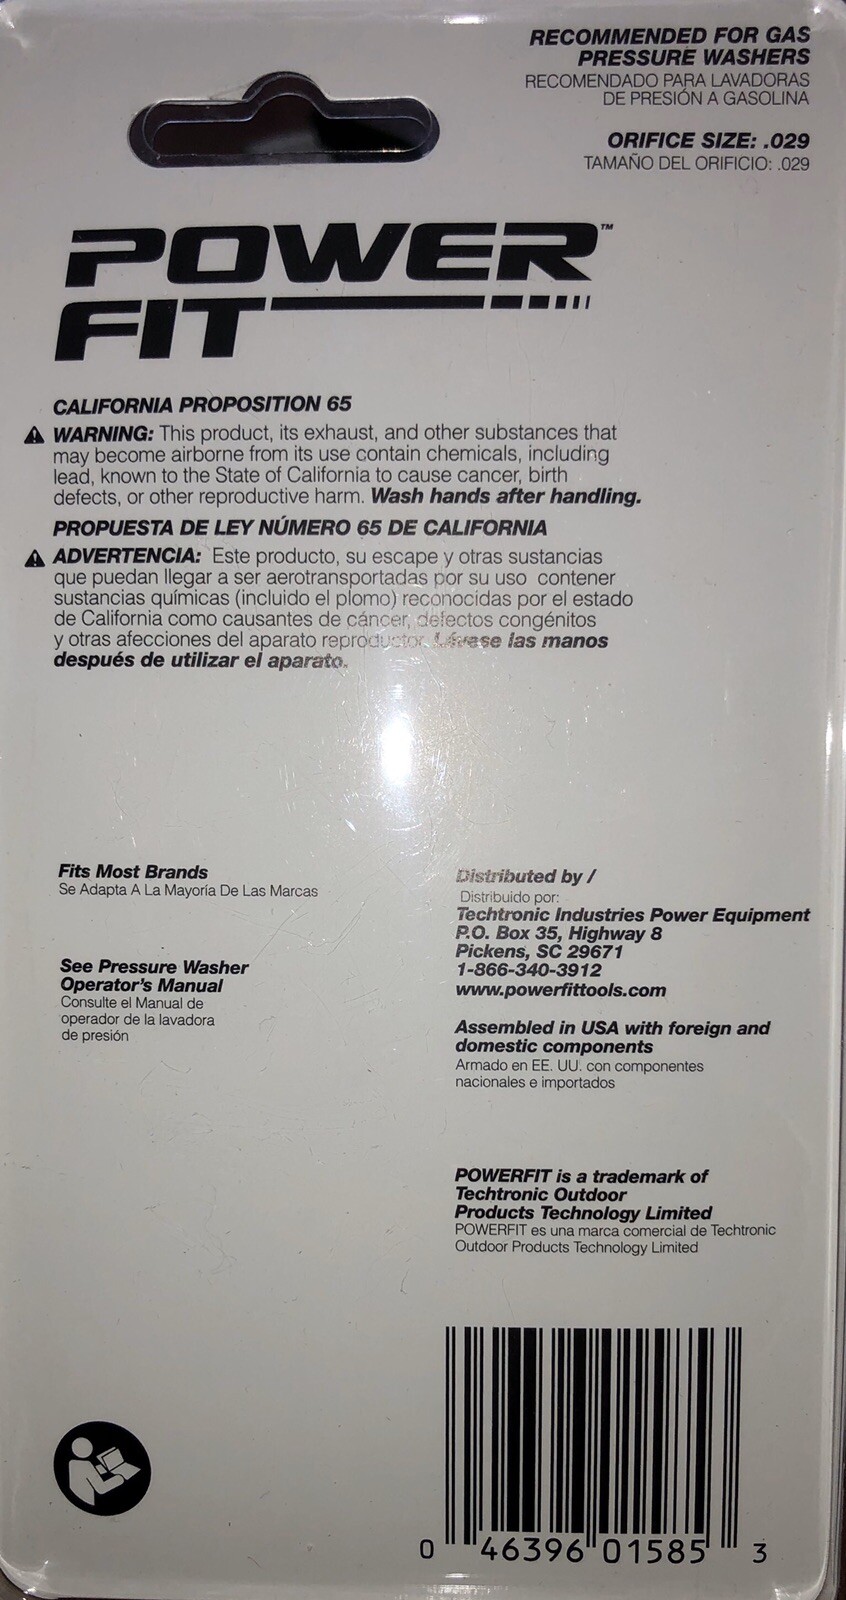 RECOMMENDED FOR GAS
PRESSURE WASHERS
RECOMENDADO PARA LAVADORAS
DE PRESIÓN A GASOLINA
ORIFICE SIZE: .029
TAMAÑO DEL ORIFICIO: .029
POWER™
FIT
CALIFORNIA PROPOSITION 65
WARNING: This product, its exhaust, and other substances that
may become airborne from its use contain chemicals, including
lead, known to the State of California to cause cancer, birth
defects, or other reproductive harm. Wash hands after handling.
PROPUESTA DE LEY NÚMERO 65 DE CALIFORNIA
ADVERTENCIA: Este producto, su escape y otras sustancias
que puedan llegar a ser aerotransportadas por su uso contener
sustancias químicas (incluido el plomo) reconocidas por el estado
de California como causantes de cáncer, defectos congénitos
y otras afecciones del aparato reproductor. Lávese las manos
después de utilizar el aparato.
Fits Most Brands
Se Adapta A La Mayoría De Las Marcas
See Pressure Washer
Operator's Manual
Consulte el Manual de
operador de la lavadora
de presión
Distributed by /
Distribuido por:
Techtronic Industries Power Equipment
P.O. Box 35, Highway 8
Pickens, SC 29671
1-866-340-3912
www.powerfittools.com
Assembled in USA with foreign and
domestic components
Armado en EE. UU. con componentes
nacionales e importados
POWERFIT is a trademark of
Techtronic Outdoor
Products Technology Limited
POWERFIT es una marca comercial de Techtronic
Outdoor Products Technology Limited
0 46396 01585 3